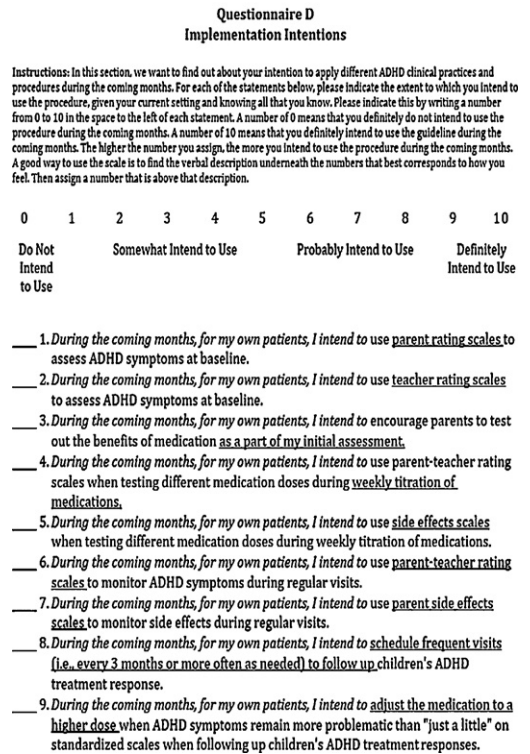 Questionnaire D
Implementation Intentions
Instructions: In this section, we want to find out about your intention to apply different ADHD clinical practices and
procedures during the coming months. For each of the statements below, please indicate the extent to which you intend to
use the procedure, given your current setting and knowing all that you know. Please indicate this by writing a number
from 0 to 10 in the space to the left of each statement. A number of 0 means that you definitely do not intend to use the
procedure during the coming months. A number of 10 means that you definitely intend to use the guideline during the
coming months. The higher the number you assign, the more you intend to use the procedure during the coming months.
A good way to use the scale is to find the verbal description underneath the numbers that best corresponds to how you
feel. Then assign a number that is above that description.
0 1 2 3 4 5 6 7 8 9 10
Do Not Somewhat Intend to Use Probably Intend to Use Definitely
Intend Intend to Use
to Use
____ 1. During the coming months, for my own patients, I intend to use parent rating scales to
assess ADHD symptoms at baseline.
____ 2. During the coming months, for my own patients, I intend to use teacher rating scales
to assess ADHD symptoms at baseline.
____ 3. During the coming months, for my own patients, I intend to encourage parents to test
out the benefits of medication as a part of my initial assessment.
____ 4. During the coming months, for my own patients, I intend to use parent-teacher rating
scales when testing different medication doses during weekly titration of
medications.
____ 5. During the coming months, for my own patients, I intend to use side effects scales
when testing different medication doses during weekly titration of medications.
____ 6. During the coming months, for my own patients, I intend to use parent-teacher rating
scales to monitor ADHD symptoms during regular visits.
____ 7. During the coming months, for my own patients, I intend to use parent side effects
scales to monitor side effects during regular visits.
____ 8. During the coming months, for my own patients, I intend to schedule frequent visits
(i.e., every 3 months or more often as needed) to follow up children's ADHD
treatment response.
____ 9. During the coming months, for my own patients, I intend to adjust the medication to a
higher dose when ADHD symptoms remain more problematic than "just a little" on
standardized scales when following up children's ADHD treatment responses.